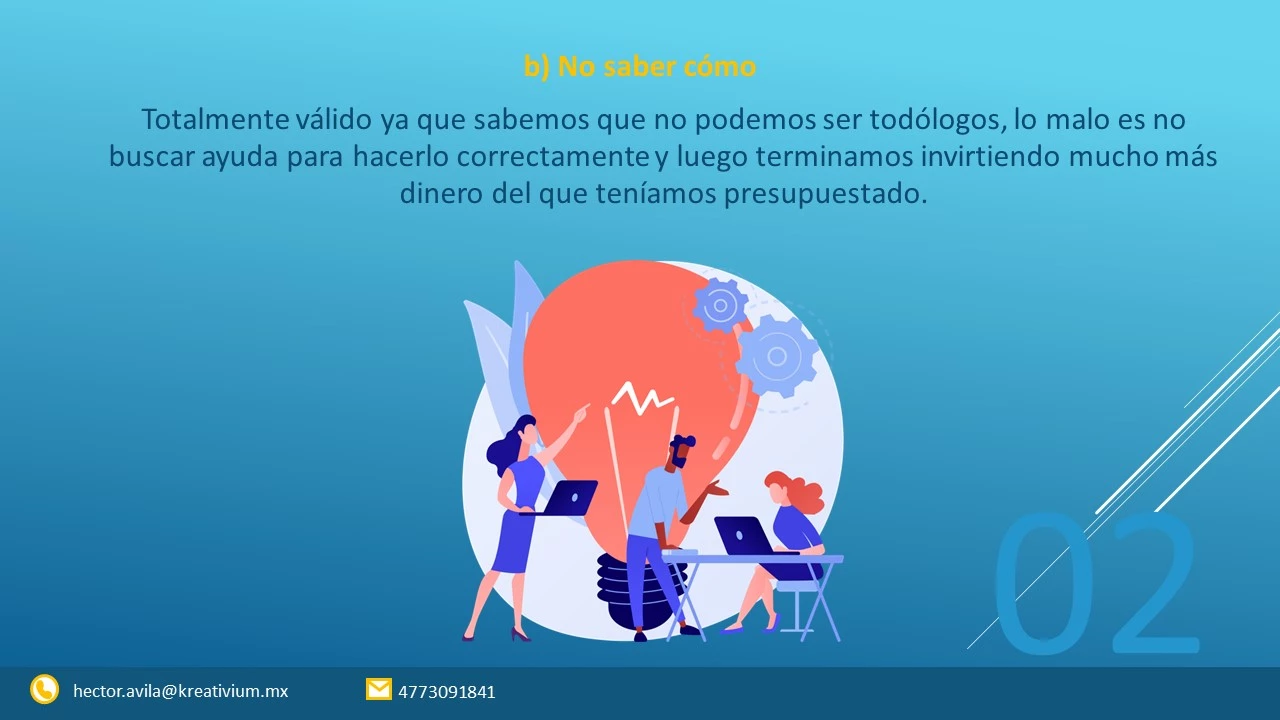 b) No saber cómo
Totalmente válido ya que sabemos que no podemos ser todólogos, lo malo es no
buscar ayuda para hacerlo correctamente y luego terminamos invirtiendo mucho más
dinero del que teníamos presupuestado.
02
hector.avila@kreativium.mx
4773091841